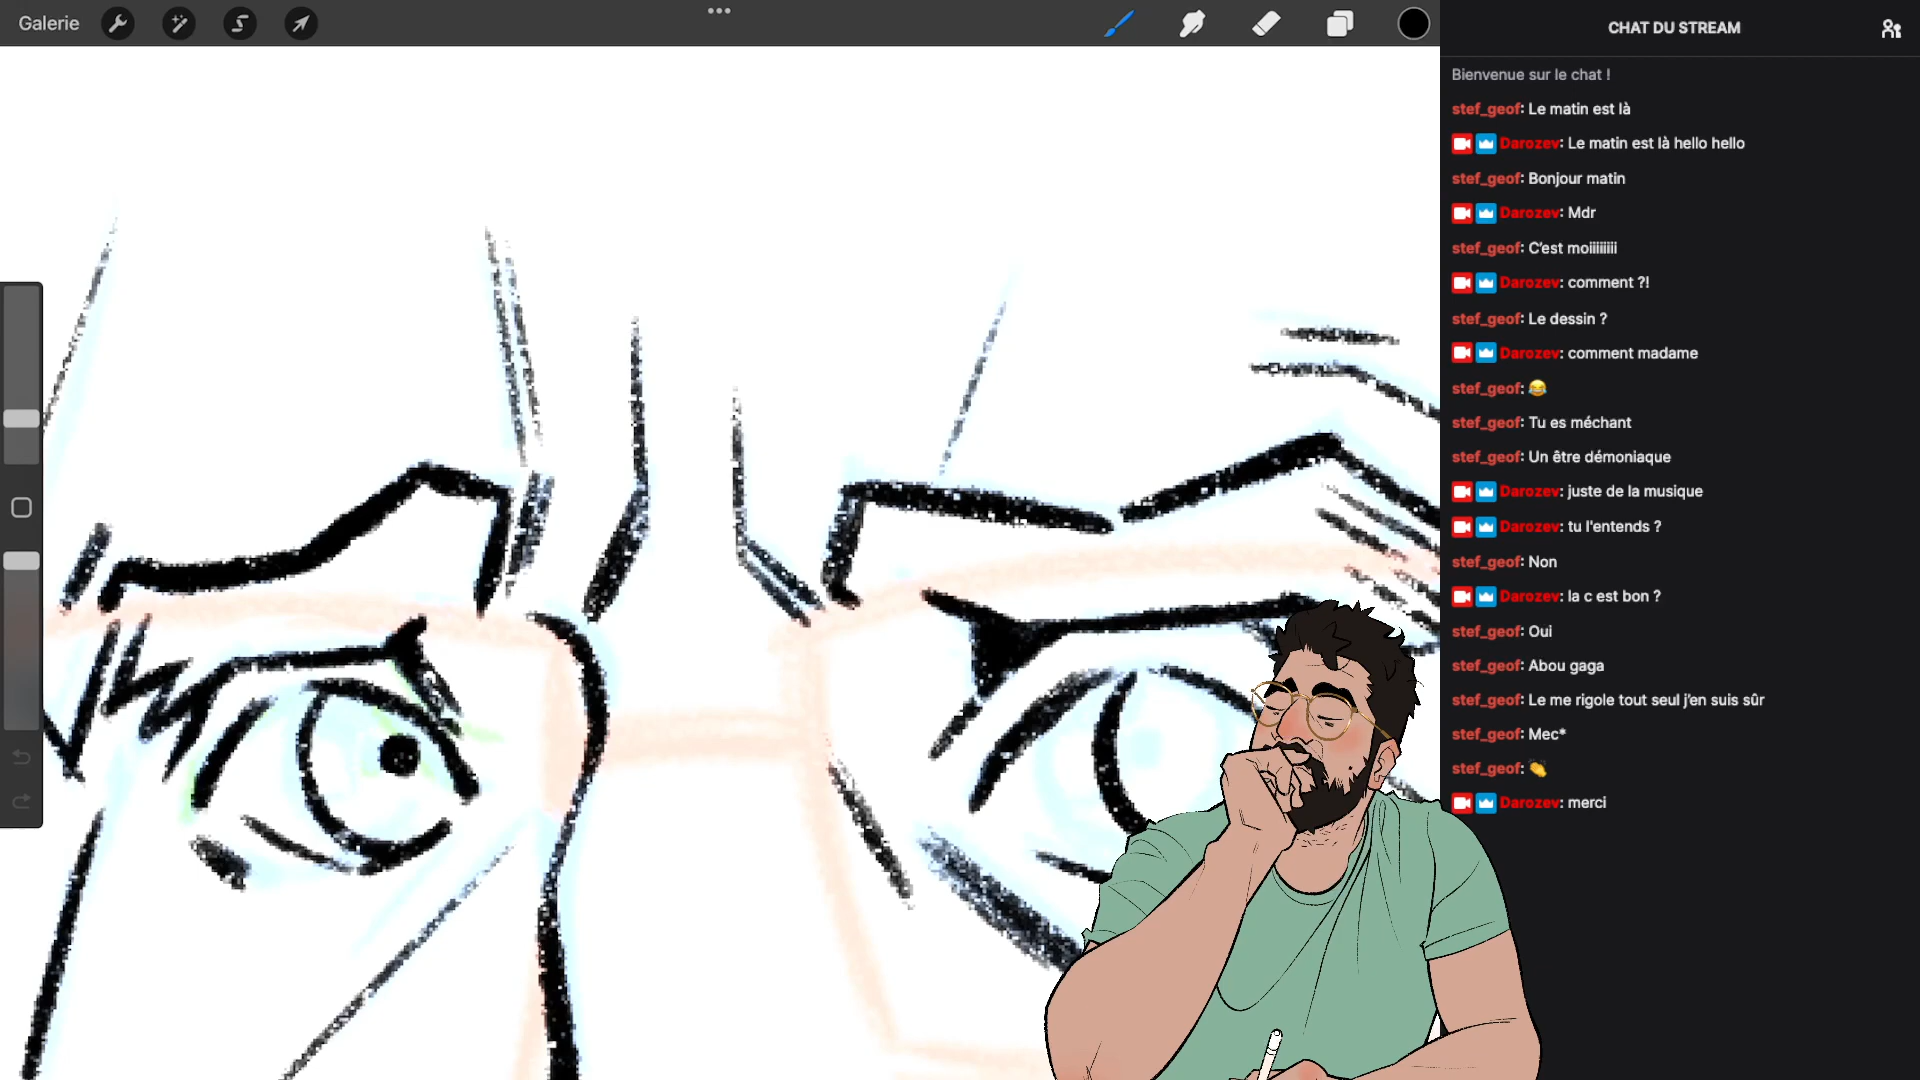 Galerie
CHAT DU STREAM
Bienvenue sur le chat !
stef_geof: Le matin est là
Darozev: Le matin est là hello hello
stef_geof: Bonjour matin
Darozev: Mdr
stef_geof: C'est moiiiiiiiii
Darozev: comment ?!
stef_geof: Le dessin ?
Darozev: comment madame
stef_geof: 😂
stef_geof: Tu es méchant
stef_geof: Un être démoniaque
Darozev: juste de la musique
Darozev: tu l'entends ?
stef_geof: Non
Darozev: la c est bon ?
stef_geof: Oui
stef_geof: Abou gaga
stef_geof: Le me rigole tout seul j'en suis sûr
stef_geof: Mec*
stef_geof: 👏
Darozev: merci